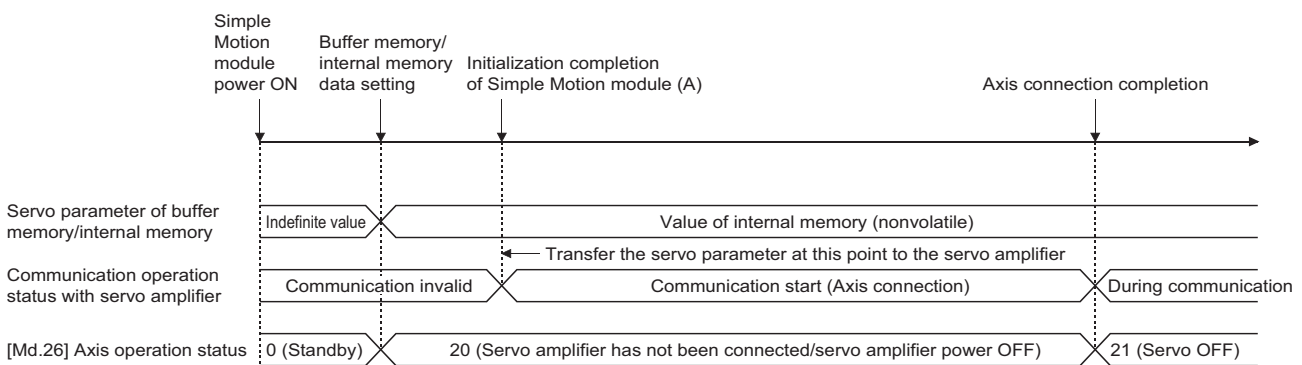 Simple
Motion
module
power ON
Buffer memory/
internal memory
data setting
Initialization completion
of Simple Motion module (A)
Axis connection completion
Servo parameter of buffer
memory/internal memory
Indefinite value
Value of internal memory (nonvolatile)
Transfer the servo parameter at this point to the servo amplifier
Communication operation
status with servo amplifier
Communication invalid
Communication start (Axis connection)
During communication
[Md.26] Axis operation status
0 (Standby)
20 (Servo amplifier has not been connected/servo amplifier power OFF)
21 (Servo OFF)